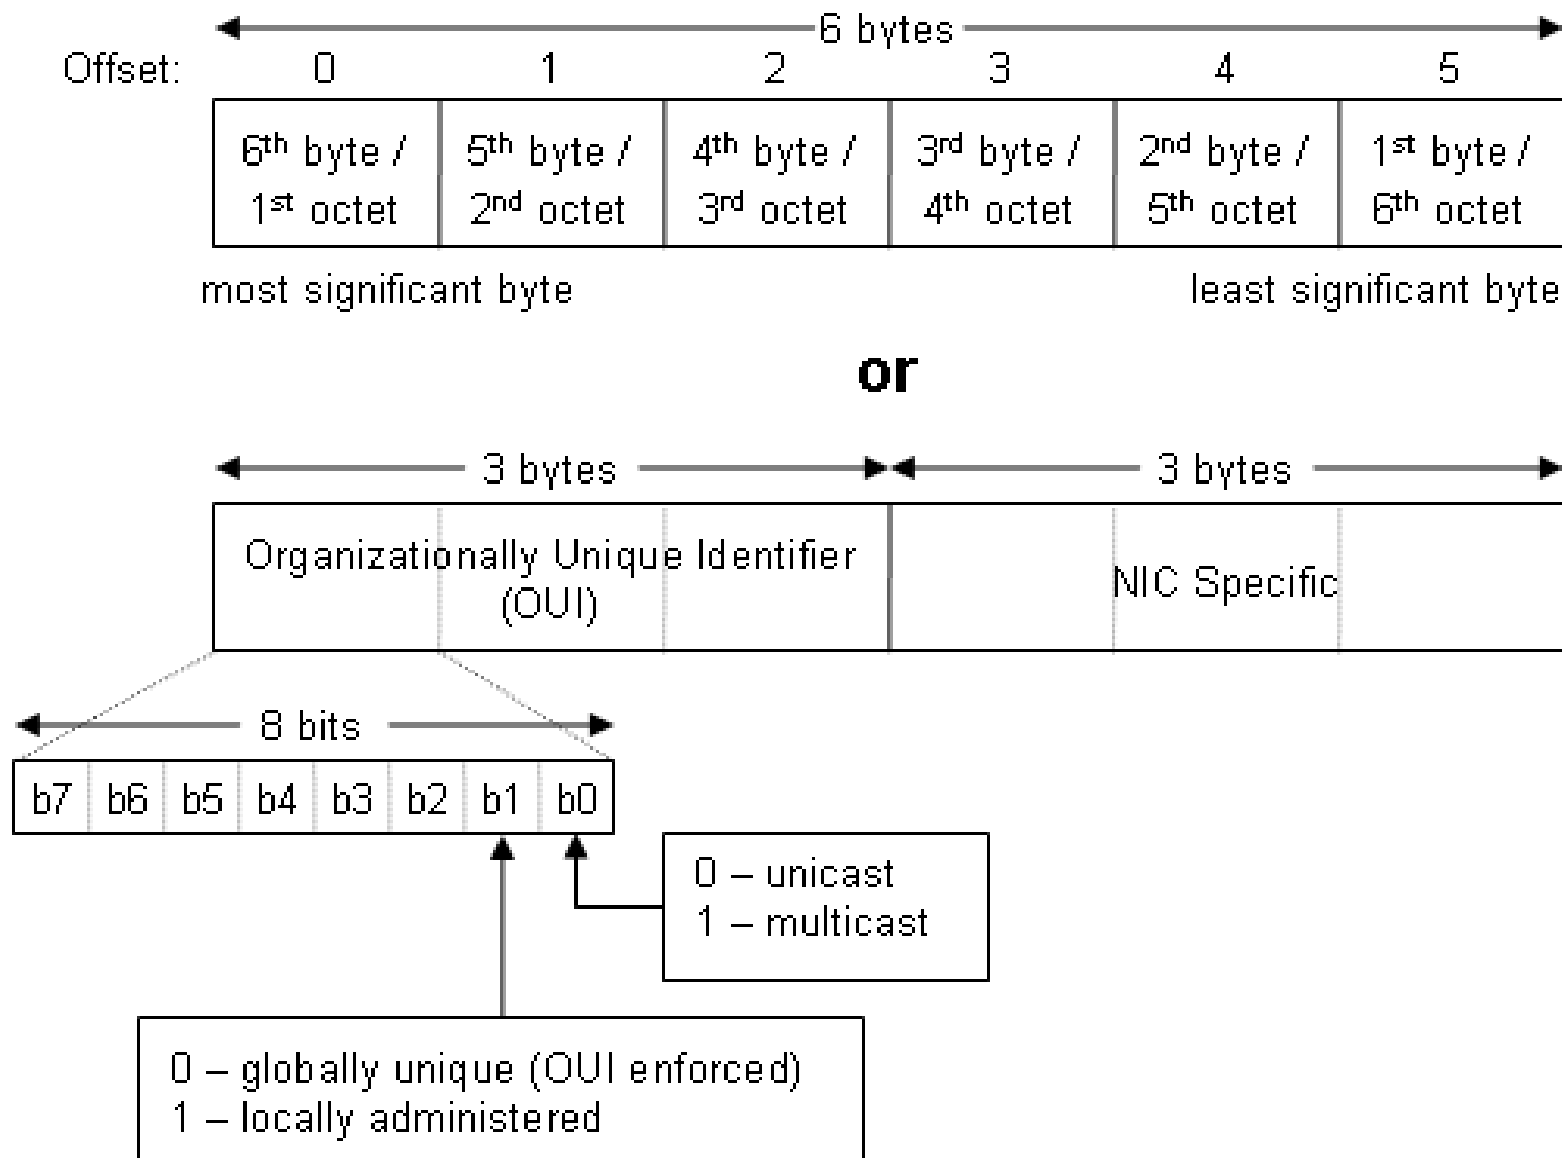 6 bytes
Offset: 0 1 2 3 4 5
6th byte / 5th byte / 4th byte / 3rd byte / 2nd byte / 1st byte /
1st octet 2nd octet 3rd octet 4th octet 5th octet 6th octet
most significant byte least significant byte
or
3 bytes 3 bytes
Organizationally Unique Identifier
(OUI)
NIC Specific
8 bits
b7 b6 b5 b4 b3 b2 b1 b0
0 – unicast
1 – multicast
0 – globally unique (OUI enforced)
1 – locally administered